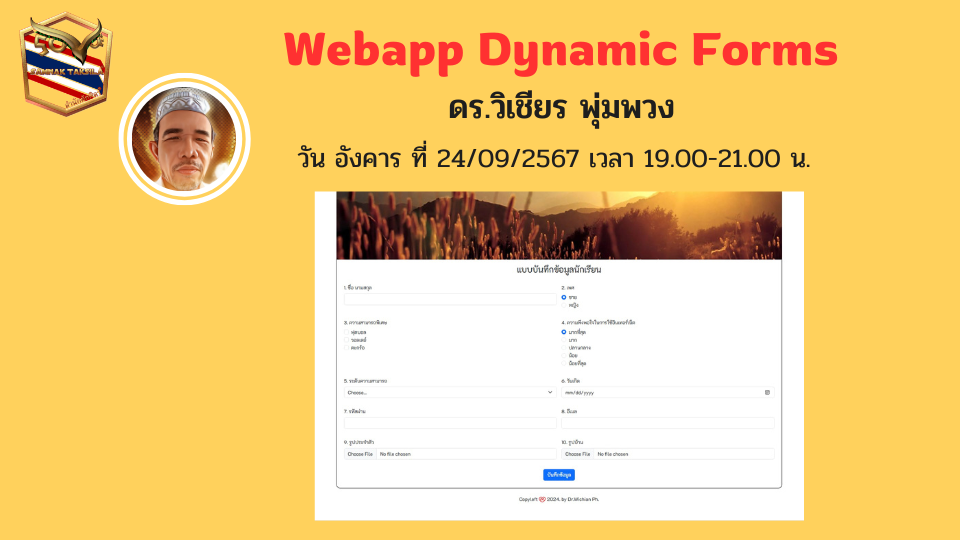 Webapp Dynamic Forms
ดร.วิเชียร พุ่มพวง
วัน อังคาร ที่ 24/09/2567 เวลา 19.00-21.00 น.
แบบบันทึกข้อมูลนักเรียน
1. ชื่อ นามสกุล
2. เพศ
ชาย
หญิง
3. ความสามารถพิเศษ
ฟุตบอล
วอลเลย์
ตะกร้อ
4. ความพึงพอใจในการใช้อินเทอร์เน็ต
มากที่สุด
มาก
ปลานกลาง
น้อย
น้อยที่สุด
5. ระดับความสามารถ
Choose...
6. วันเกิด
mm/dd/yyyy
7. รหัสผ่าน
8. อีเมล
9. รูปประจำตัว
Choose File No file chosen
10. รูปบ้าน
Choose File No file chosen
บันทึกข้อมูล
Copyleft 2024. by Dr.Wichian Ph.